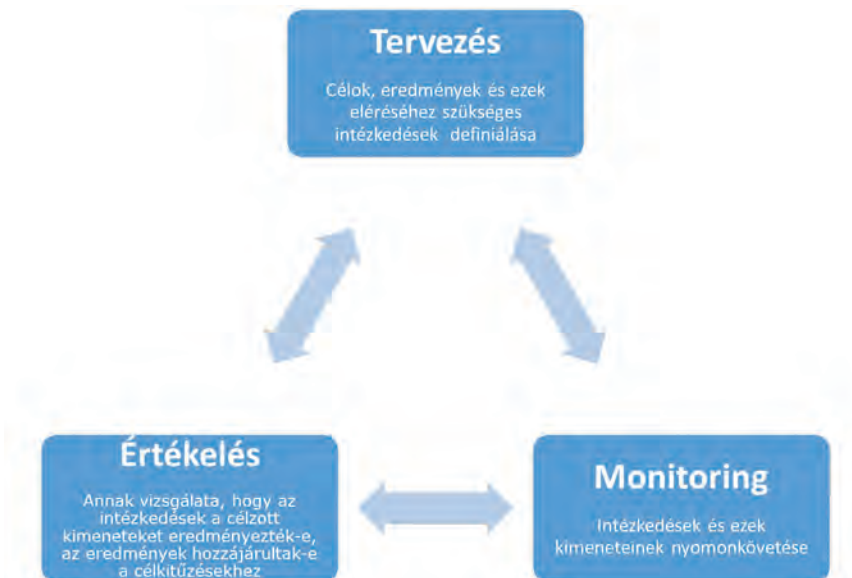 Tervezés
Célok, eredmények és ezek
eléréséhez szükséges
intézkedések definiálása
Értékelés
Annak vizsgálata, hogy az
intézkedések a célzott
kimeneteket eredményezték-e,
az eredmények hozzájárultak-e
a célkitűzésekhez
Monitoring
Intézkedések és ezek
kimeneteinek nyomonkövetése